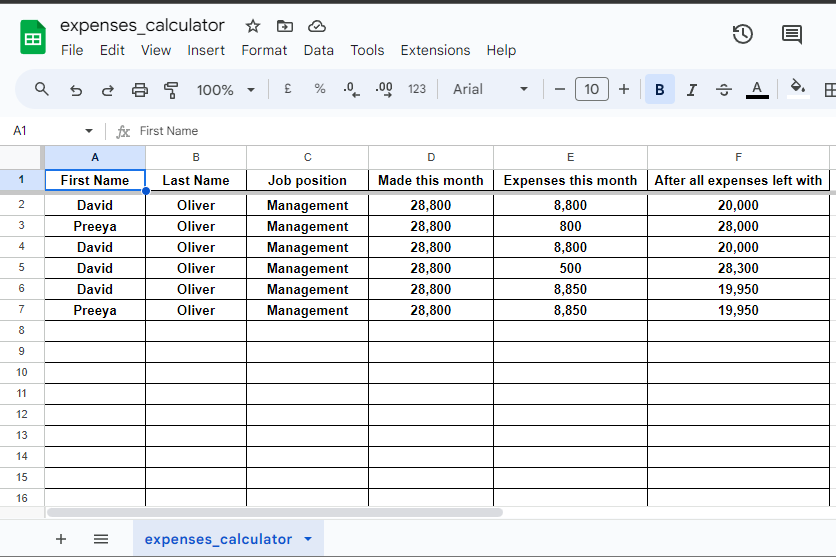 expenses_calculator
File Edit View Insert Format Data Tools Extensions Help
100% £ % .0 .00 123 Arial 10 B I S A
A1 fx First Name
A B C D E F
1 First Name Last Name Job position Made this month Expenses this month After all expenses left with
2 David Oliver Management 28,800 8,800 20,000
3 Preeya Oliver Management 28,800 800 28,000
4 David Oliver Management 28,800 8,800 20,000
5 David Oliver Management 28,800 500 28,300
6 David Oliver Management 28,800 8,850 19,950
7 Preeya Oliver Management 28,800 8,850 19,950
8
9
10
11
12
13
14
15
16
expenses_calculator